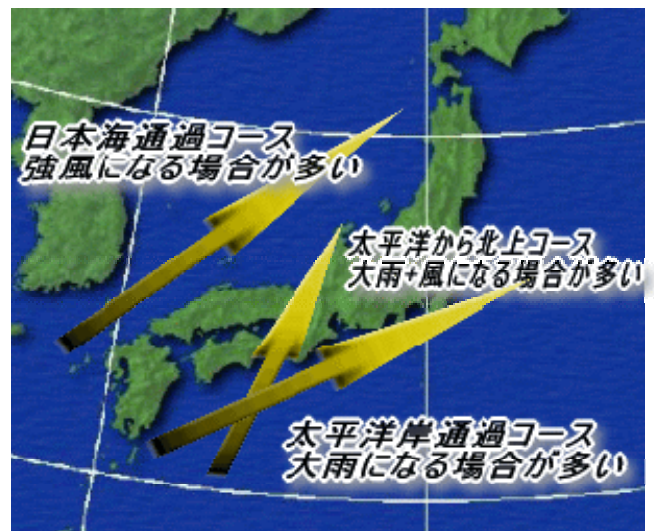 日本海通過コース
強風になる場合が多い
太平洋から北上コース
大雨+風になる場合が多い
太平洋岸通過コース
大雨になる場合が多い